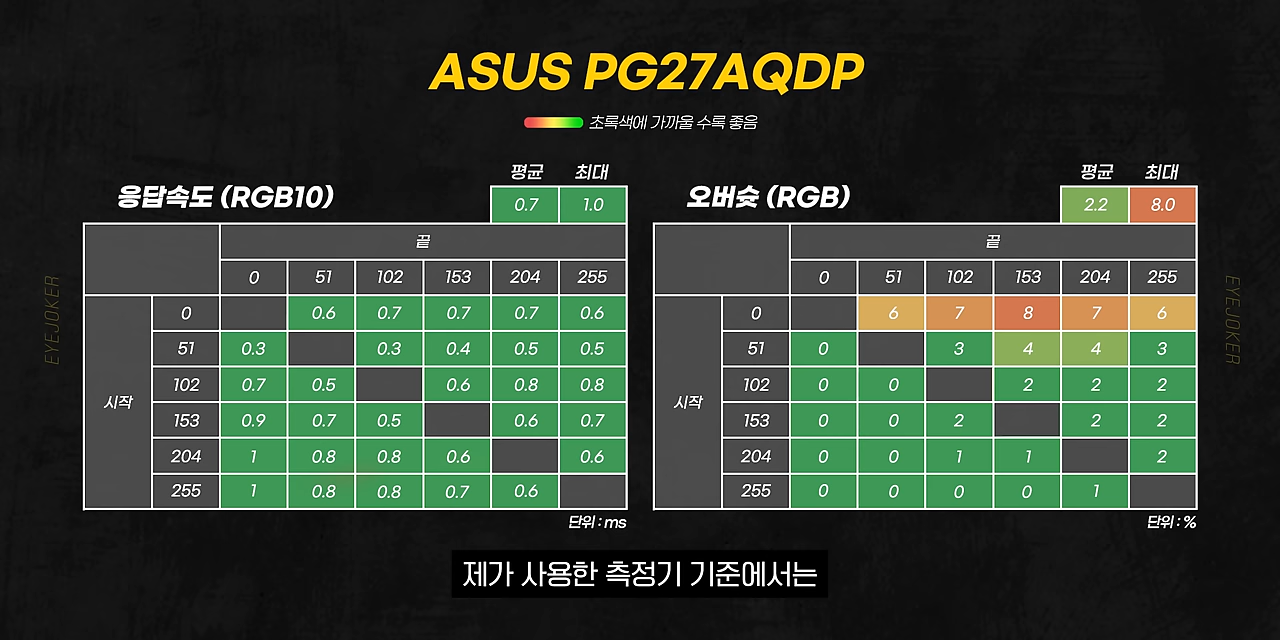 ASUS PG27AQDP
초록색에 가까울 수록 좋음
응답속도 (RGB10)
평균 최대
0.7 1.0
끝
0 51 102 153 204 255
시작
0 0.6 0.7 0.7 0.7 0.6
51 0.3 0.3 0.4 0.5 0.5
102 0.7 0.5 0.6 0.8 0.8
153 0.9 0.7 0.5 0.6 0.7
204 1 0.8 0.8 0.6 0.6
255 1 0.8 0.8 0.7 0.6
단위 : ms
오버슛 (RGB)
평균 최대
2.2 8.0
끝
0 51 102 153 204 255
시작
0 6 7 8 7 6
51 0 3 4 4 3
102 0 0 2 2 2
153 0 0 2 2 2
204 0 0 1 1 2
255 0 0 0 0 1
단위 : %
EYEJOKER
EYEJOKER
제가 사용한 측정기 기준에서는